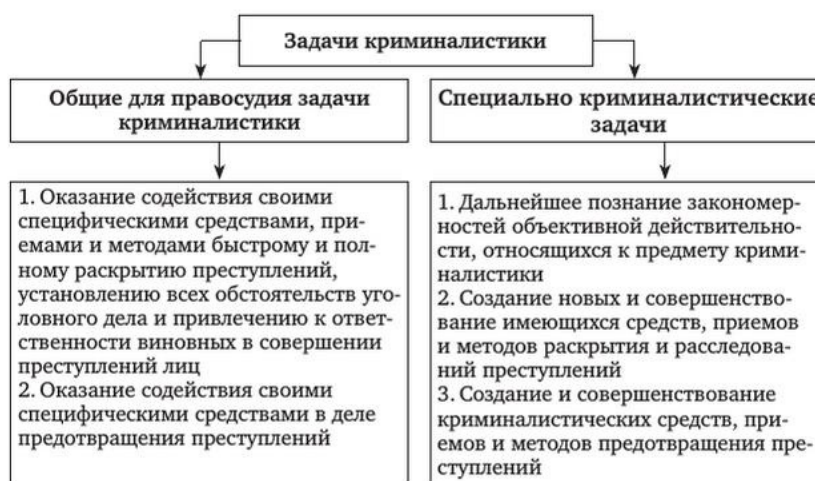 Задачи криминалистики
Общие для правосудия задачи
криминалистики
Специально криминалистические
задачи
1. Оказание содействия своими
специфическими средствами, при-
емами и методами быстрому и пол-
ному раскрытию преступлений,
установлению всех обстоятельств уго-
ловного дела и привлечению к ответ-
ственности виновных в совершении
преступлений лиц
2. Оказание содействия своими
специфическими средствами в деле
предотвращения преступлений
1. Дальнейшее познание закономер-
ностей объективной действительно-
сти, относящихся к предмету крими-
налистики
2. Создание новых и совершенство-
вание имеющихся средств, приемов
и методов раскрытия и расследова-
ний преступлений
3. Создание и совершенствование
криминалистических средств, при-
емов и методов предотвращения пре-
ступлений